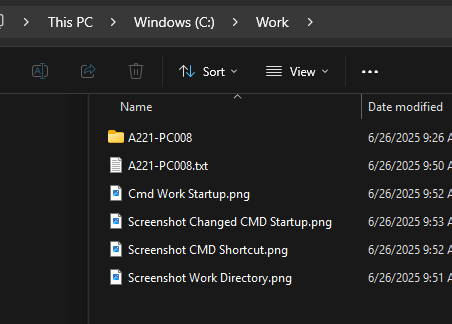 This PC > Windows (C:) > Work >
Sort View ...
Name Date modified
A221-PC008 6/26/2025 9:26 A
A221-PC008.txt 6/26/2025 9:50 A
Cmd Work Startup.png 6/26/2025 9:52 A
Screenshot Changed CMD Startup.png 6/26/2025 9:53 A
Screenshot CMD Shortcut.png 6/26/2025 9:52 A
Screenshot Work Directory.png 6/26/2025 9:51 A